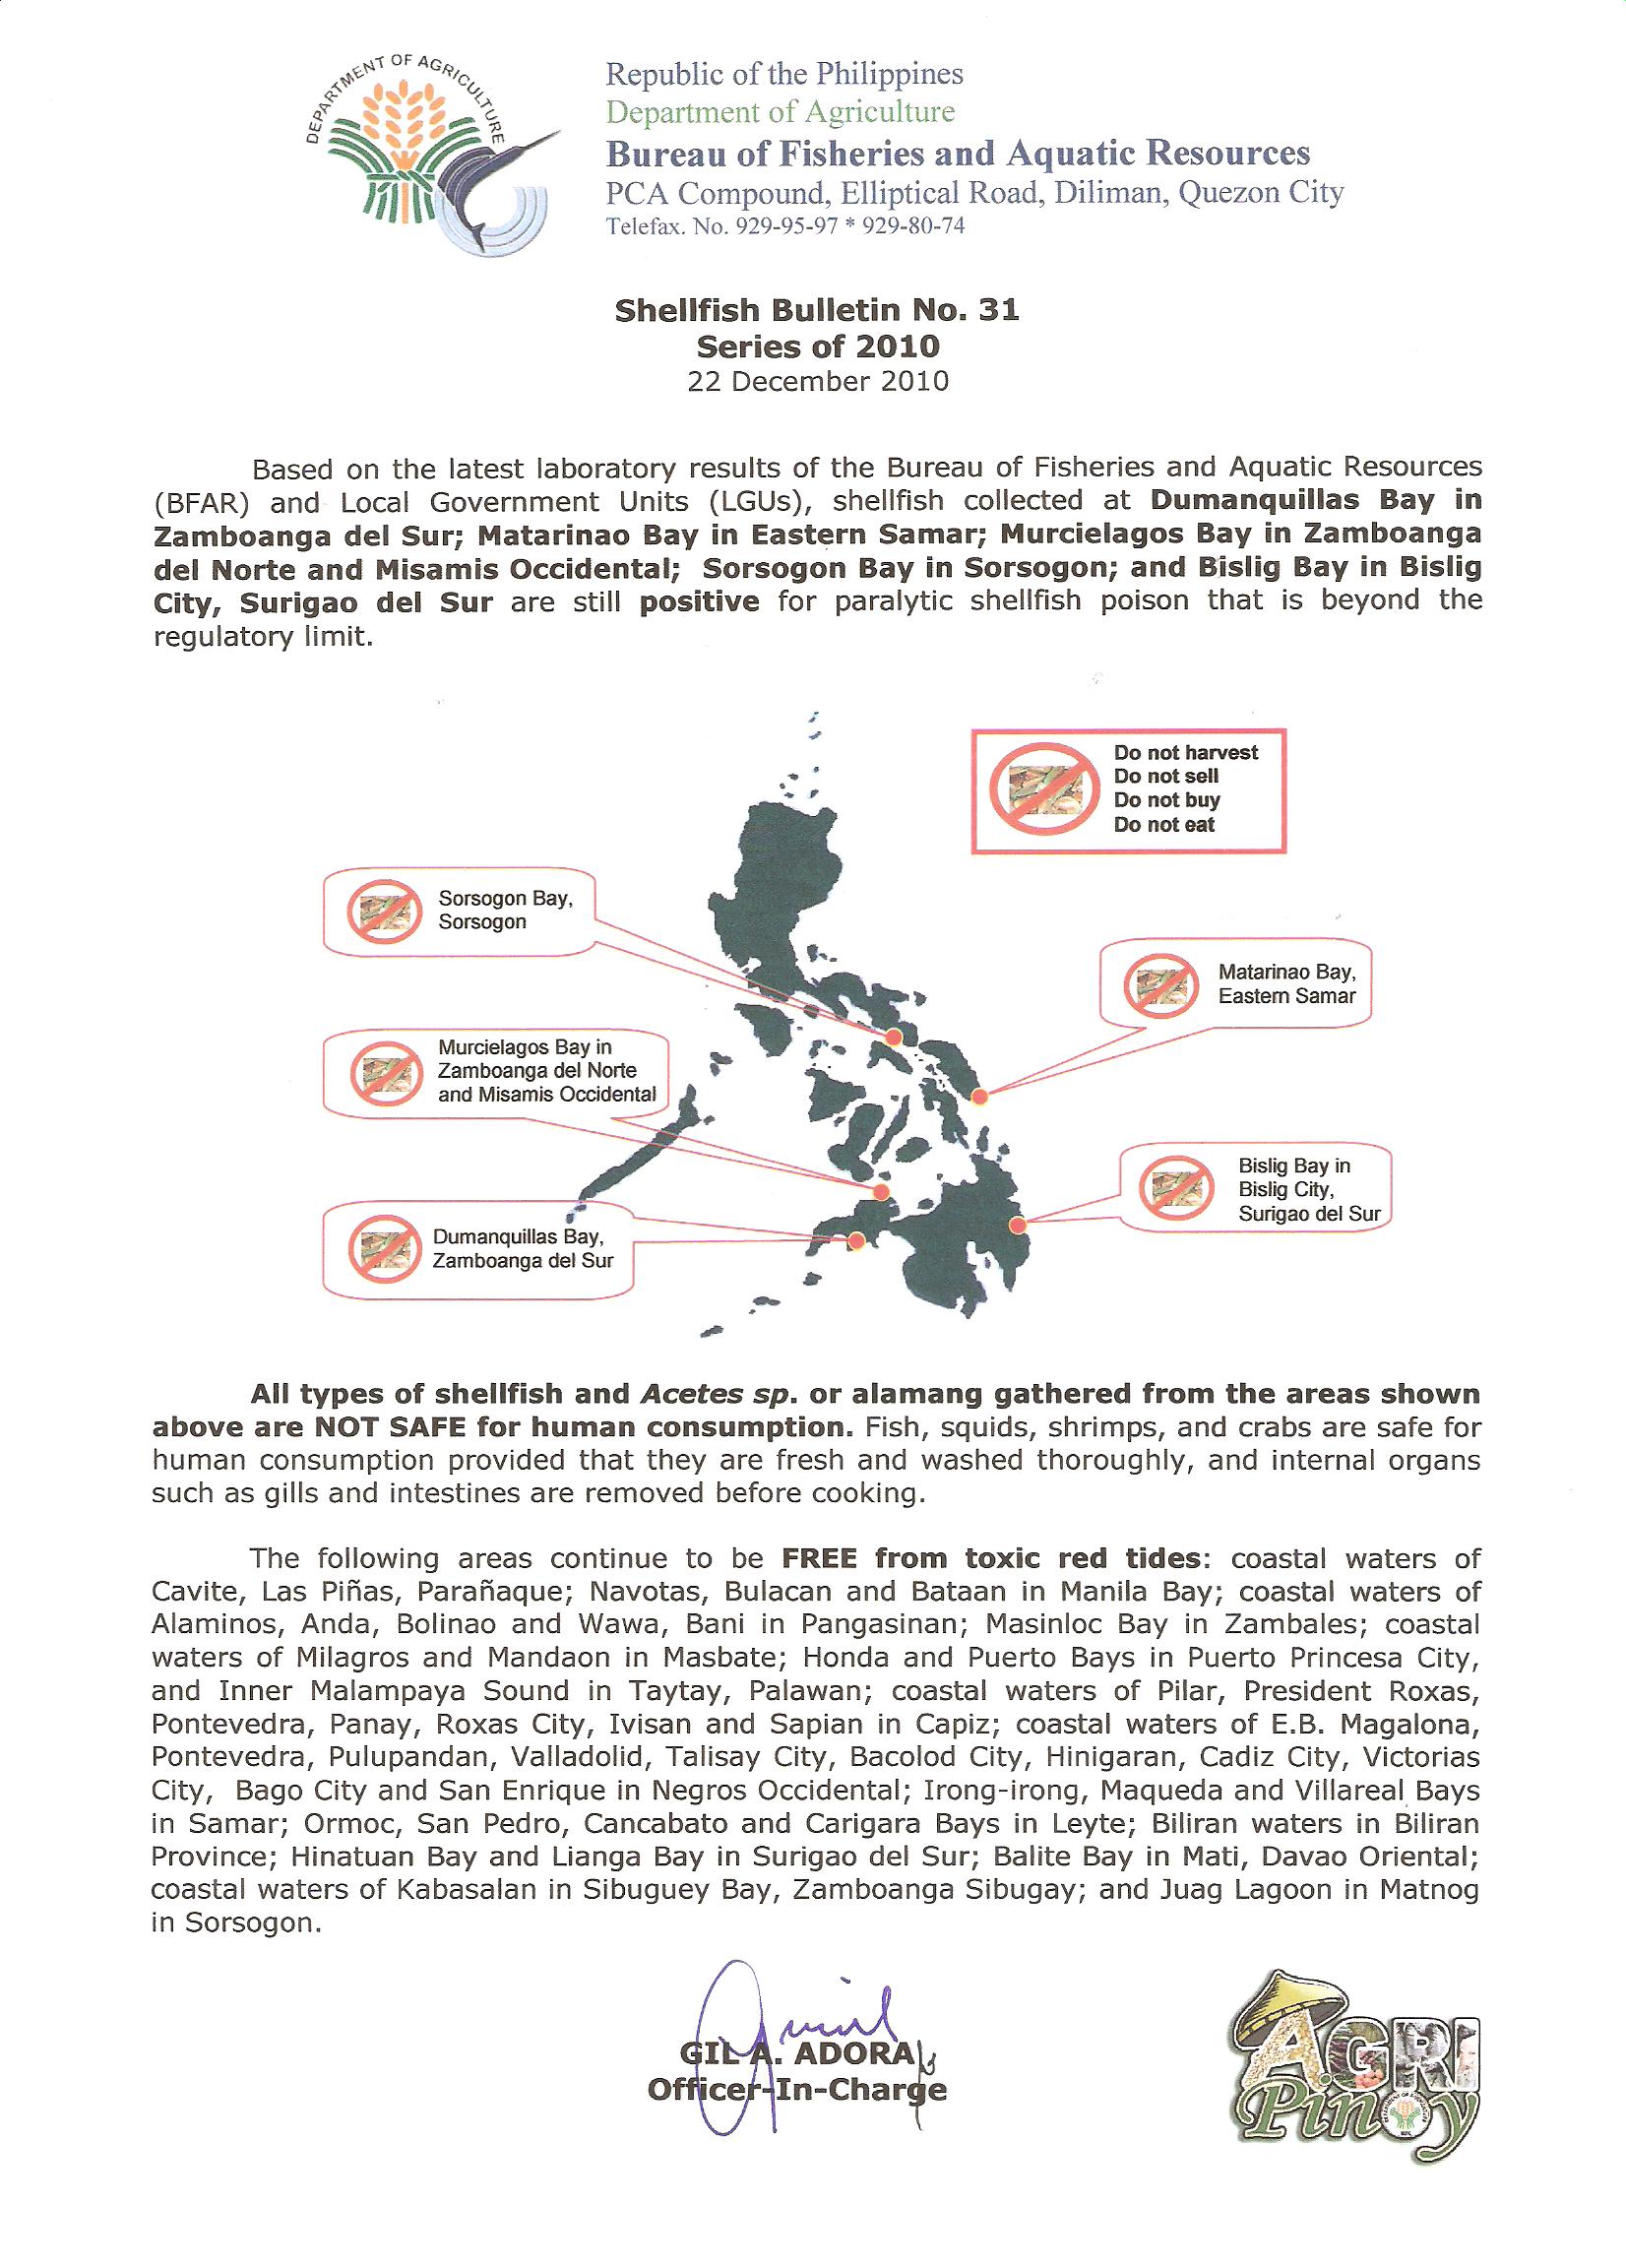 DEPARTMENT OF AGRICULTURE
Republic of the Philippines
Department of Agriculture
Bureau of Fisheries and Aquatic Resources
PCA Compound, Elliptical Road, Diliman, Quezon City
Telefax. No. 929-95-97 * 929-80-74
Shellfish Bulletin No. 31
Series of 2010
22 December 2010
Based on the latest laboratory results of the Bureau of Fisheries and Aquatic Resources
(BFAR) and Local Government Units (LGUs), shellfish collected at Dumanquillas Bay in
Zamboanga del Sur; Matarinao Bay in Eastern Samar; Murcielagos Bay in Zamboanga
del Norte and Misamis Occidental; Sorsogon Bay in Sorsogon; and Bislig Bay in Bislig
City, Surigao del Sur are still positive for paralytic shellfish poison that is beyond the
regulatory limit.
Do not harvest
Do not sell
Do not buy
Do not eat
Sorsogon Bay,
Sorsogon
Matarinao Bay,
Eastern Samar
Murcielagos Bay in
Zamboanga del Norte
and Misamis Occidental
Bislig Bay in
Bislig City,
Surigao del Sur
Dumanquillas Bay,
Zamboanga del Sur
All types of shellfish and Acetes sp. or alamang gathered from the areas shown
above are NOT SAFE for human consumption. Fish, squids, shrimps, and crabs are safe for
human consumption provided that they are fresh and washed thoroughly, and internal organs
such as gills and intestines are removed before cooking.
The following areas continue to be FREE from toxic red tides: coastal waters of
Cavite, Las Piñas, Parañaque; Navotas, Bulacan and Bataan in Manila Bay; coastal waters of
Alaminos, Anda, Bolinao and Wawa, Bani in Pangasinan; Masinloc Bay in Zambales; coastal
waters of Milagros and Mandaon in Masbate; Honda and Puerto Bays in Puerto Princesa City,
and Inner Malampaya Sound in Taytay, Palawan; coastal waters of Pilar, President Roxas,
Pontevedra, Panay, Roxas City, Ivisan and Sapian in Capiz; coastal waters of E.B. Magalona,
Pontevedra, Pulupandan, Valladolid, Talisay City, Bacolod City, Hinigaran, Cadiz City, Victorias
City, Bago City and San Enrique in Negros Occidental; Irong-irong, Maqueda and Villareal Bays
in Samar; Ormoc, San Pedro, Cancabato and Carigara Bays in Leyte; Biliran waters in Biliran
Province; Hinatuan Bay and Lianga Bay in Surigao del Sur; Balite Bay in Mati, Davao Oriental;
coastal waters of Kabasalan in Sibuguey Bay, Zamboanga Sibugay; and Juag Lagoon in Matnog
in Sorsogon.
GIL A. ADORA
Officer-In-Charge
AGRI
Pinoy